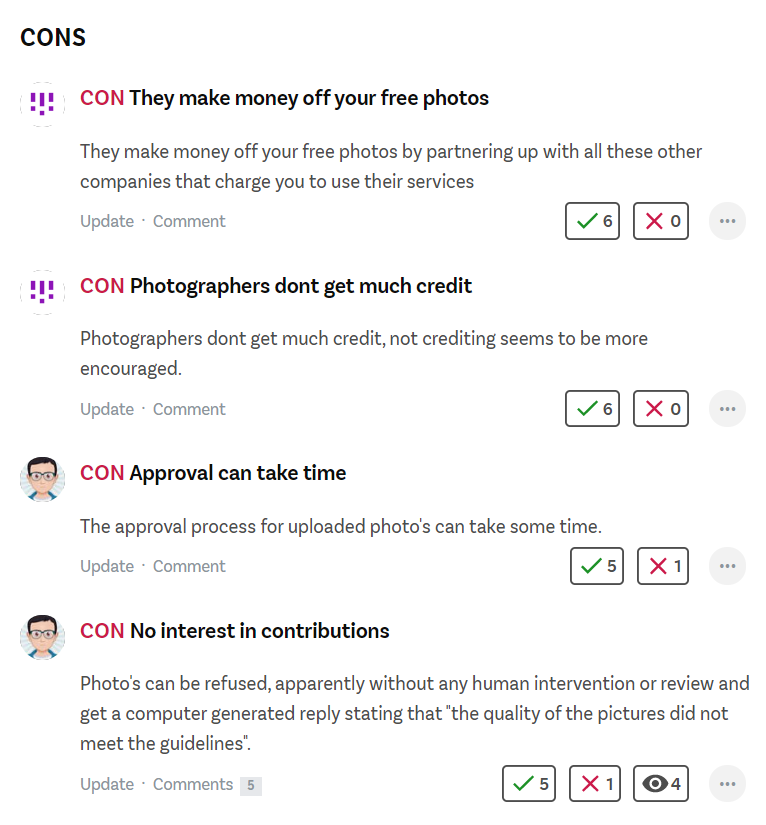 CONS
CON They make money off your free photos
They make money off your free photos by partnering up with all these other
companies that charge you to use their services
Update · Comment 6 0
CON Photographers dont get much credit
Photographers dont get much credit, not crediting seems to be more
encouraged.
Update · Comment 6 0
CON Approval can take time
The approval process for uploaded photo's can take some time.
Update · Comment 5 1
CON No interest in contributions
Photo's can be refused, apparently without any human intervention or review and
get a computer generated reply stating that "the quality of the pictures did not
meet the guidelines".
Update · Comments 5 5 1 4